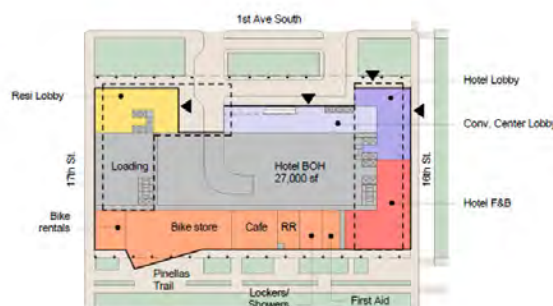 1st Ave South
Hotel Lobby
Resi Lobby
Conv. Center Lobby
17th St.
Loading
Hotel BOH
27,000 sf
16th St.
Hotel F&B
Bike
rentals
Bike store
Cafe
RR
Pinellas
Trail
Lockers/
Showers
First Aid